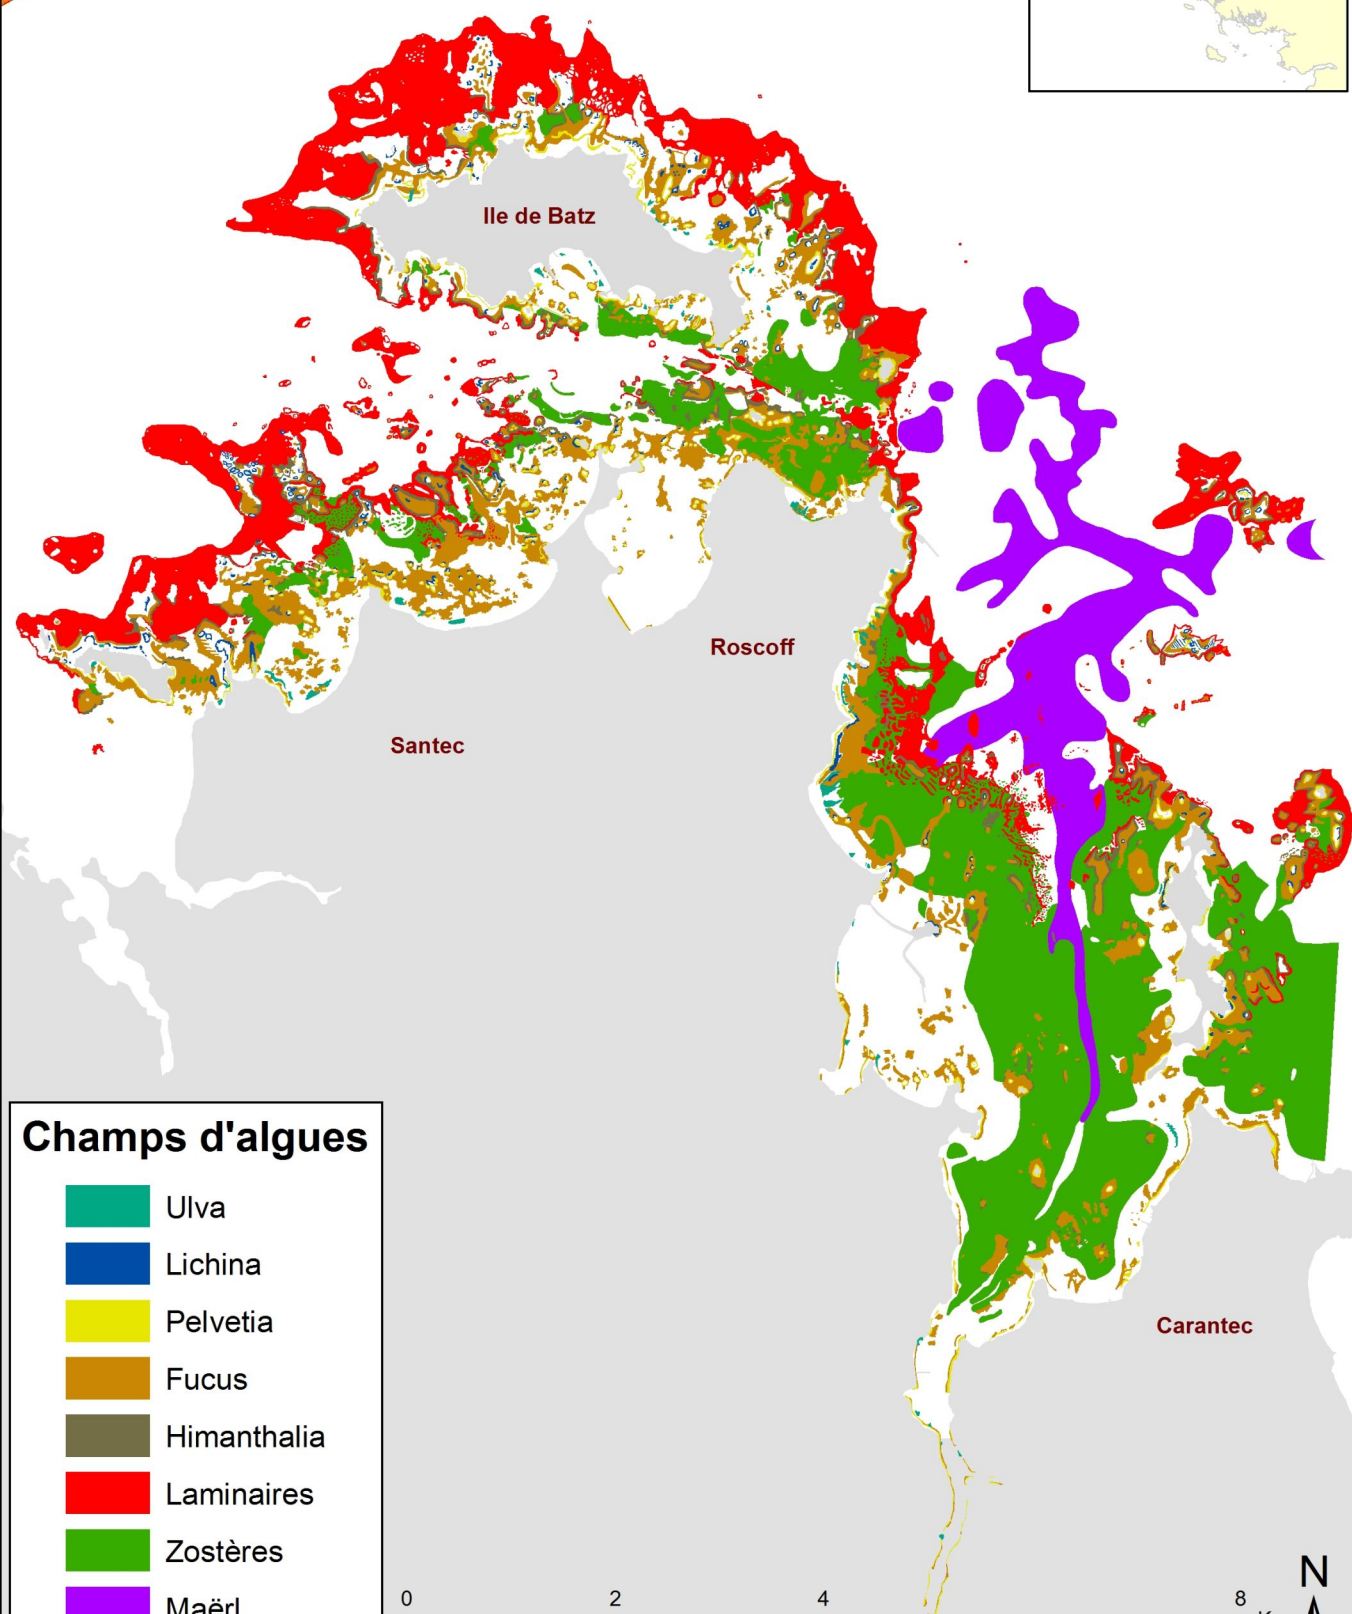 Ile de Batz
Roscoff
Santec
Champs d'algues
Ulva
Lichina
Pelvetia
Fucus
Himanthalia
Laminaires
Zostères
Maërl
Carantec
N
0 2 4 8